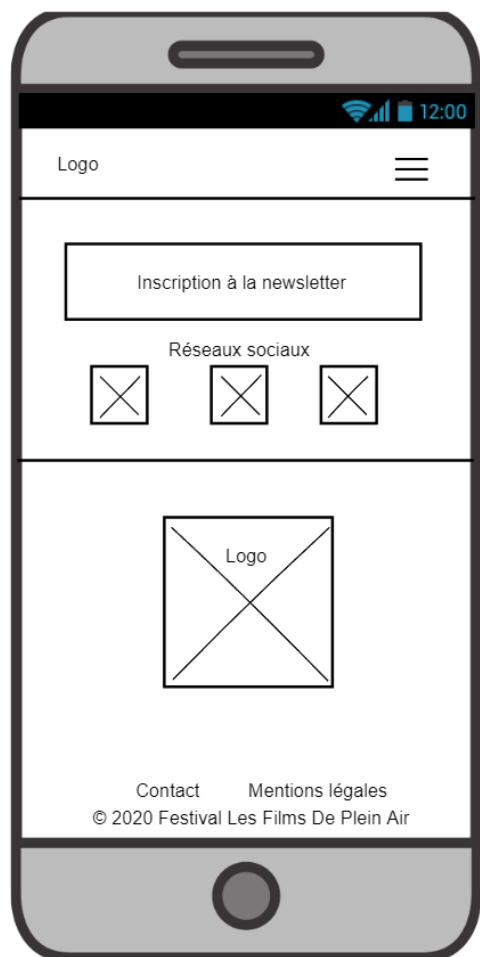 12:00
Logo
Inscription à la newsletter
Réseaux sociaux
Logo
Contact Mentions légales
© 2020 Festival Les Films De Plein Air